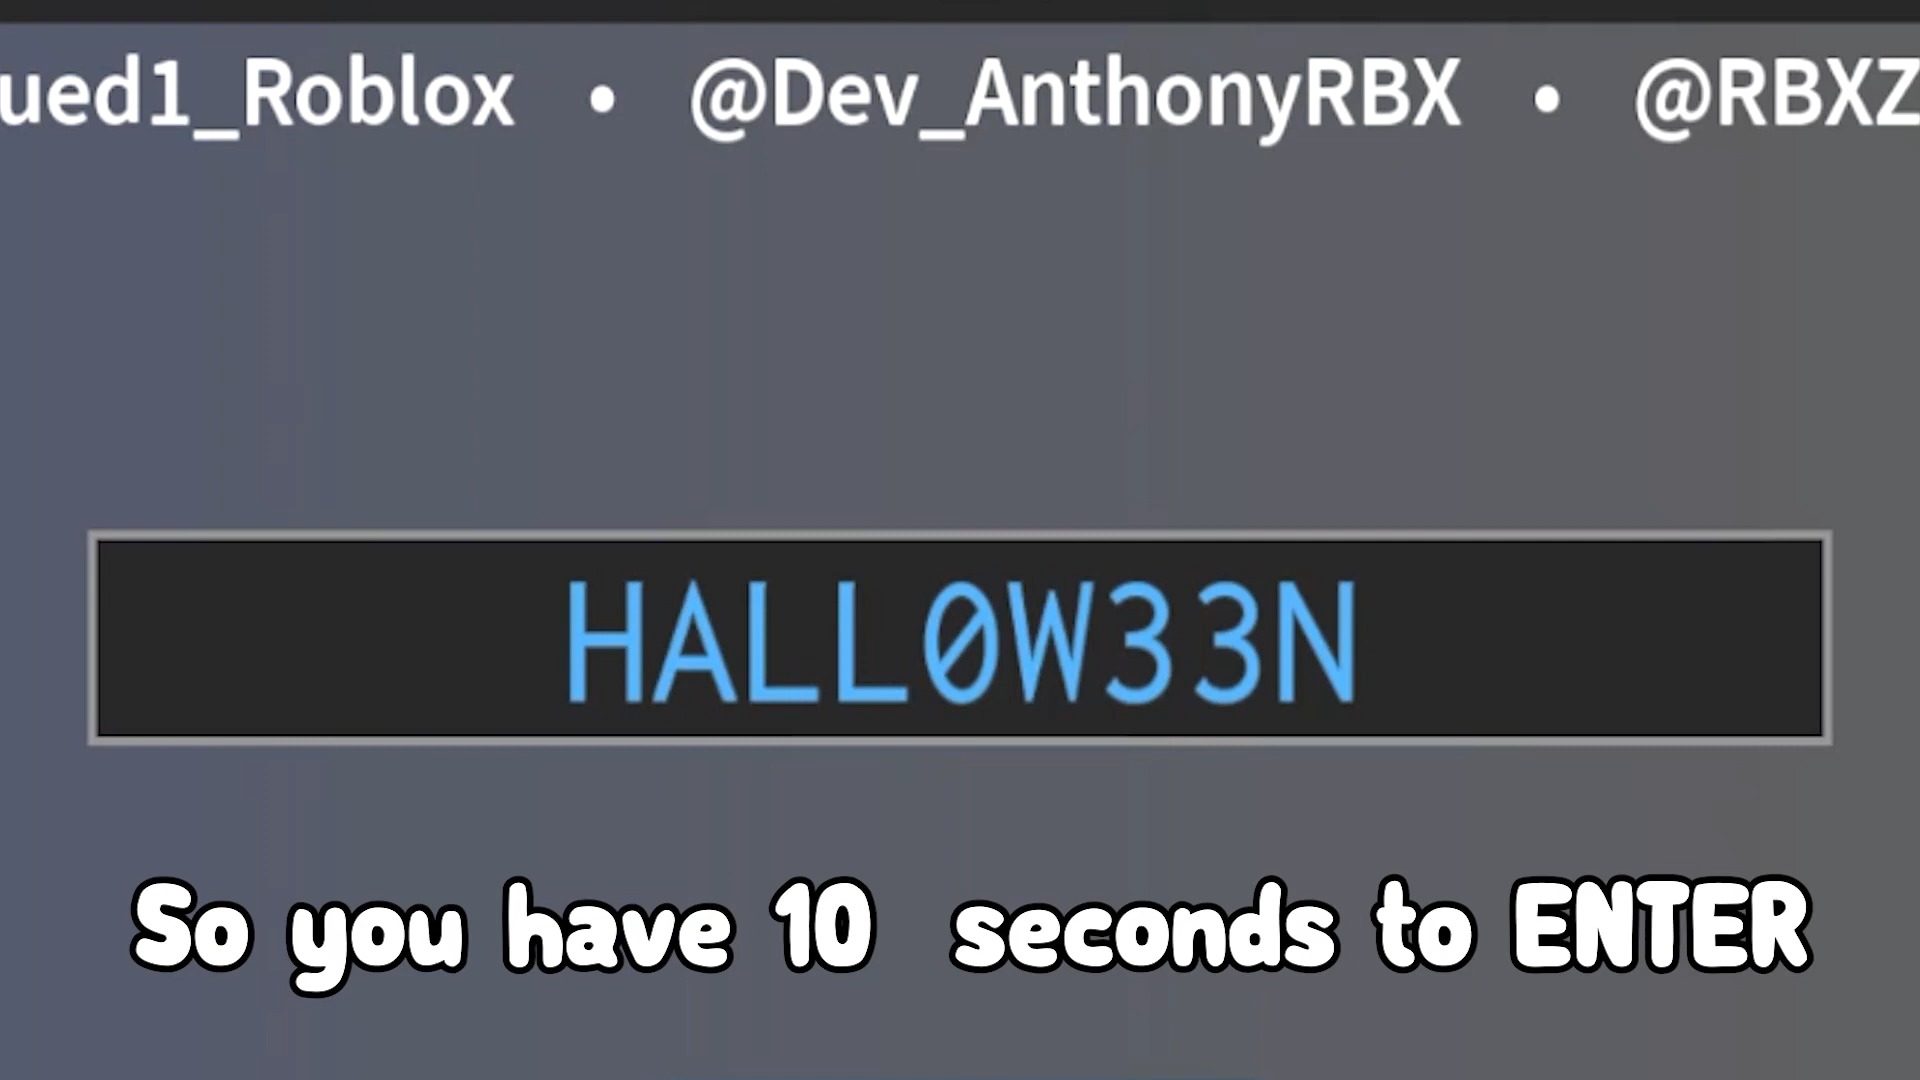 ued1_Roblox • @Dev_AnthonyRBX • @RBXZ
HALL0W33N
So you have 10 seconds to ENTER